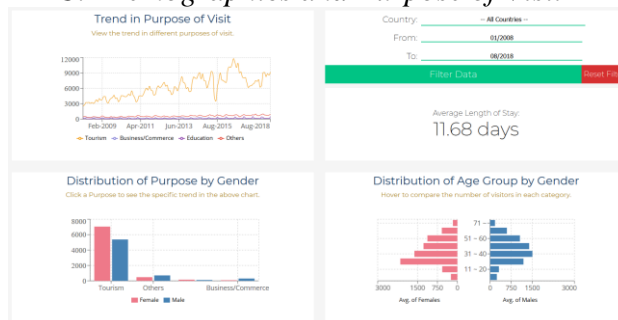 Trend in Purpose of Visit
View the trend in different purposes of visit.
12000
9000
6000
3000
0
Feb-2009 Apr-2011 Jun-2013 Aug-2015 Aug-2018
Tourism Business/Commerce Education Others
Country: -- All Countries --
From: 01/2008
To: 08/2018
Filter Data Reset Filt
Average Length of Stay:
11.68 days
Distribution of Purpose by Gender
Click a Purpose to see the specific trend in the above chart.
8000
6000
4000
2000
0
Tourism Others Business/Commerce
Female Male
Distribution of Age Group by Gender
Hover to compare the number of visitors in each category.
71 ~
51 ~ 60
31 ~ 40
11 ~ 20
3000 1500 750 0 0 750 1500 3000
Avg. of Females Avg. of Males